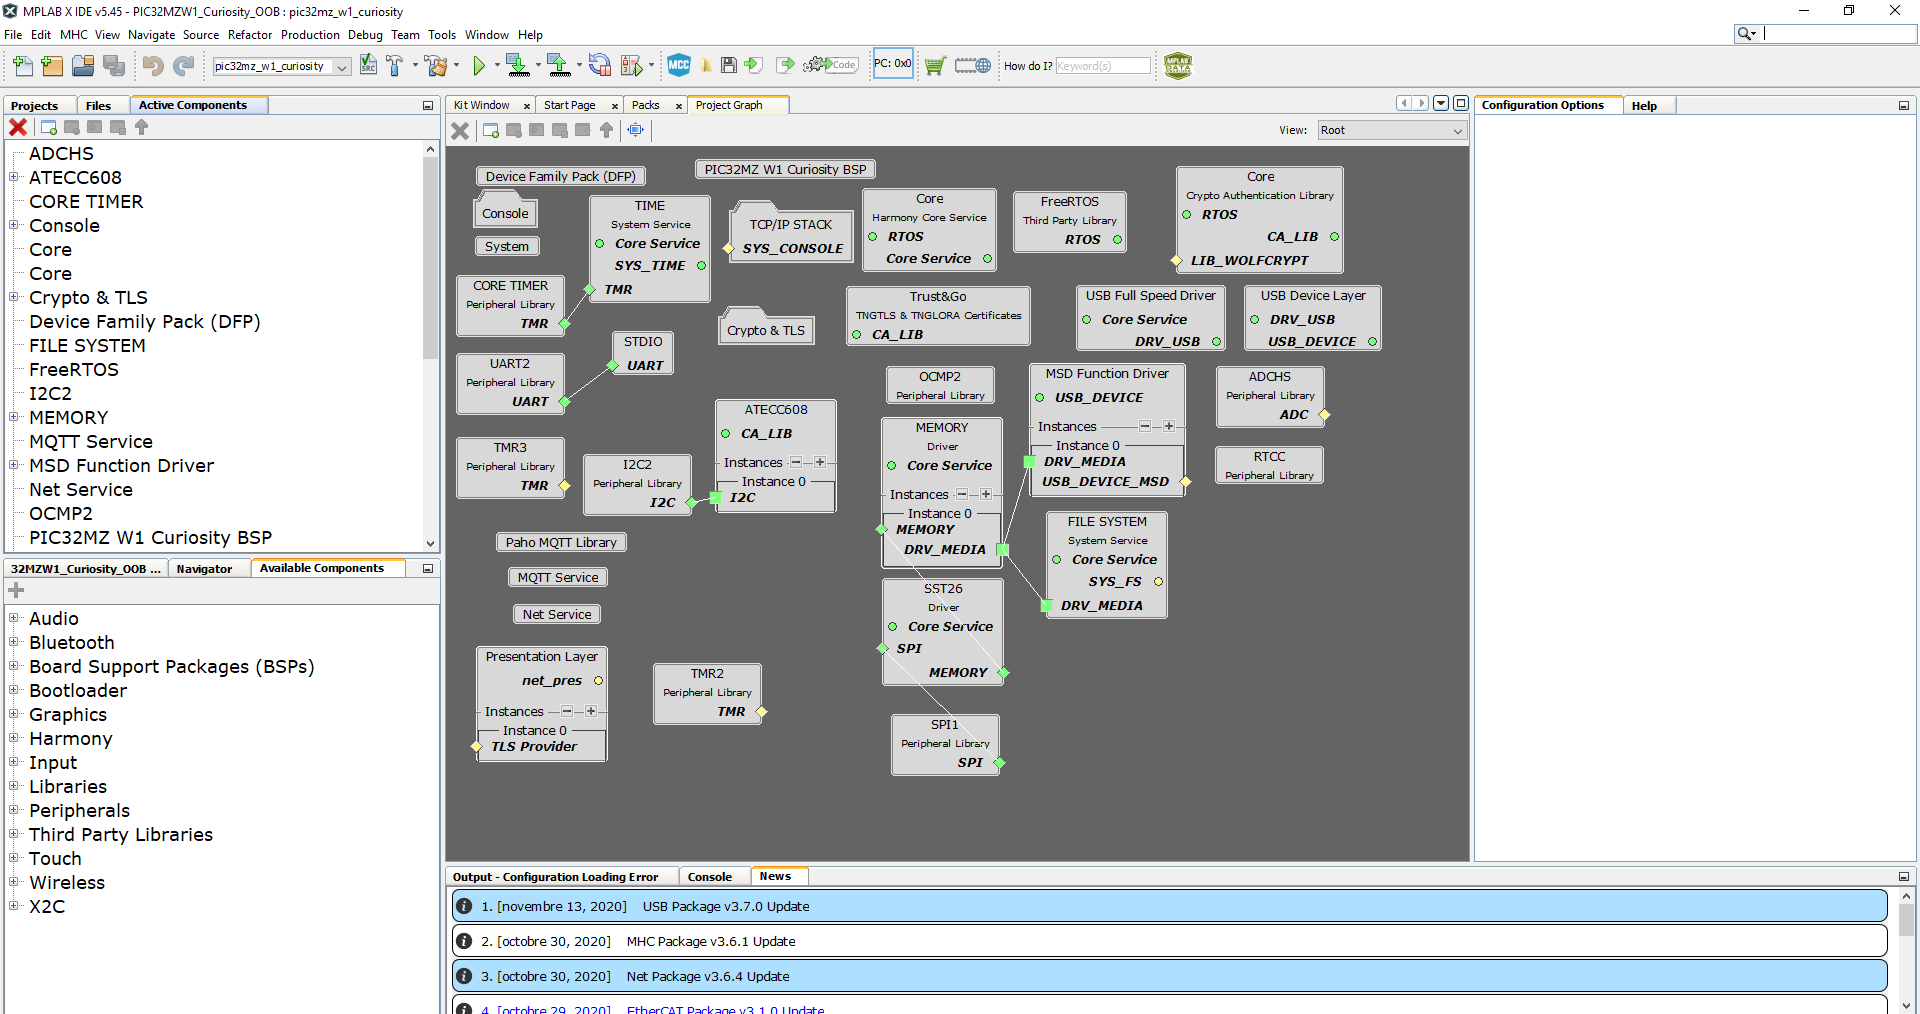 MPLAB X IDE v5.45 - PIC32MZW1_Curiosity_OOB : pic32mz_w1_curiosity
File Edit MHC View Navigate Source Refactor Production Debug Team Tools Window Help
pic32mz_w1_curiosity
SRC
MCC
Code
PC: 0x0
How do I?
Keyword(s)
MPLAB
DATA
Projects
Files
Active Components
ADCHS
ATECC608
CORE TIMER
Console
Core
Core
Crypto & TLS
Device Family Pack (DFP)
FILE SYSTEM
FreeRTOS
I2C2
MEMORY
MQTT Service
MSD Function Driver
Net Service
OCMP2
PIC32MZ W1 Curiosity BSP
32MZW1_Curiosity_OOB ...
Navigator
Available Components
Audio
Bluetooth
Board Support Packages (BSPs)
Bootloader
Graphics
Harmony
Input
Libraries
Peripherals
Third Party Libraries
Touch
Wireless
X2C
Kit Window
Start Page
Packs
Project Graph
View:
Root
Device Family Pack (DFP)
PIC32MZ W1 Curiosity BSP
Console
System
TIME
System Service
Core Service
SYS_TIME
TMR
TCP/IP STACK
SYS_CONSOLE
Core
Harmony Core Service
RTOS
Core Service
FreeRTOS
Third Party Library
RTOS
Core
Crypto Authentication Library
RTOS
CA_LIB
LIB_WOLFCRYPT
CORE TIMER
Peripheral Library
TMR
Crypto & TLS
Trust&Go
TNGTLS & TNGLORA Certificates
CA_LIB
USB Full Speed Driver
Core Service
DRV_USB
USB Device Layer
DRV_USB
USB_DEVICE
UART2
Peripheral Library
UART
STDIO
UART
OCMP2
Peripheral Library
MSD Function Driver
USB_DEVICE
Instances
Instance 0
DRV_MEDIA
USB_DEVICE_MSD
ADCHS
Peripheral Library
ADC
ATECC608
CA_LIB
Instances
Instance 0
I2C
MEMORY
Driver
Core Service
Instances
Instance 0
MEMORY
DRV_MEDIA
RTCC
Peripheral Library
TMR3
Peripheral Library
TMR
I2C2
Peripheral Library
I2C
FILE SYSTEM
System Service
Core Service
SYS_FS
DRV_MEDIA
Paho MQTT Library
MQTT Service
Net Service
SST26
Driver
Core Service
SPI
MEMORY
Presentation Layer
net_pres
Instances
Instance 0
TLS Provider
TMR2
Peripheral Library
TMR
SPI1
Peripheral Library
SPI
Configuration Options
Help
Output - Configuration Loading Error
Console
News
1. [novembre 13, 2020] USB Package v3.7.0 Update
2. [octobre 30, 2020] MHC Package v3.6.1 Update
3. [octobre 30, 2020] Net Package v3.6.4 Update
4. [octobre 29, 2020] EtherCAT Package v3.1.0 Update